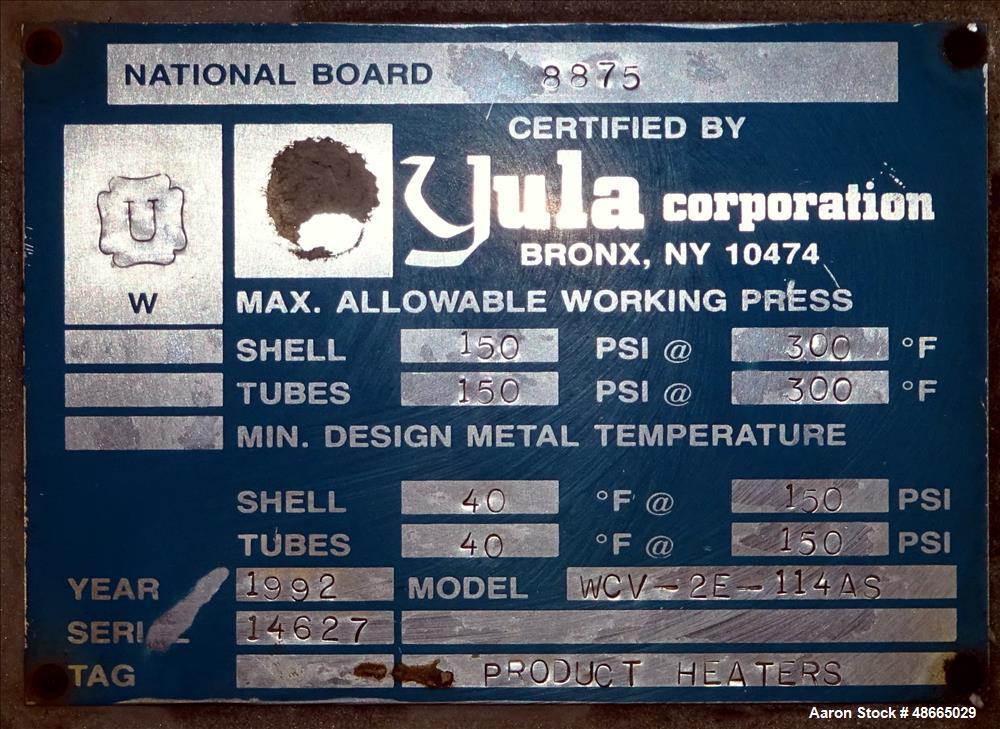 NATIONAL BOARD 8875
CERTIFIED BY
U
Yula corporation
BRONX, NY 10474
W
MAX. ALLOWABLE WORKING PRESS
SHELL 150 PSI @ 300 °F
TUBES 150 PSI @ 300 °F
MIN. DESIGN METAL TEMPERATURE
SHELL 40 °F @ 150 PSI
TUBES 40 °F @ 150 PSI
YEAR 1992 MODEL WCV-2E-114AS
14627
TAG PRODUCT HEATERS
Aaron Stock # 48665029